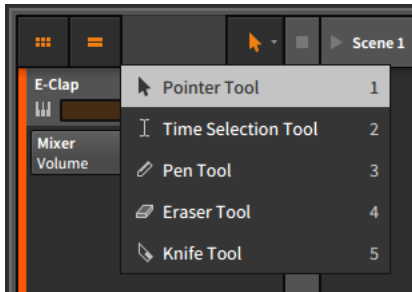 Scene 1
E-Clap
Mixer
Volume
Pointer Tool 1
Time Selection Tool 2
Pen Tool 3
Eraser Tool 4
Knife Tool 5